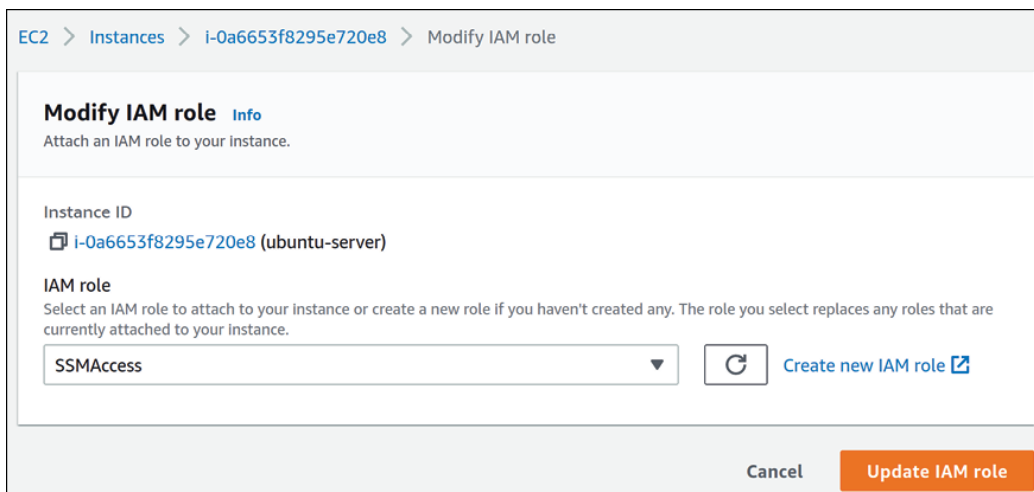 EC2 > Instances > i-0a6653f8295e720e8 > Modify IAM role
Modify IAM role Info
Attach an IAM role to your instance.
Instance ID
i-0a6653f8295e720e8 (ubuntu-server)
IAM role
Select an IAM role to attach to your instance or create a new role if you haven't created any. The role you select replaces any roles that are
currently attached to your instance.
SSMAccess
Create new IAM role
Cancel
Update IAM role